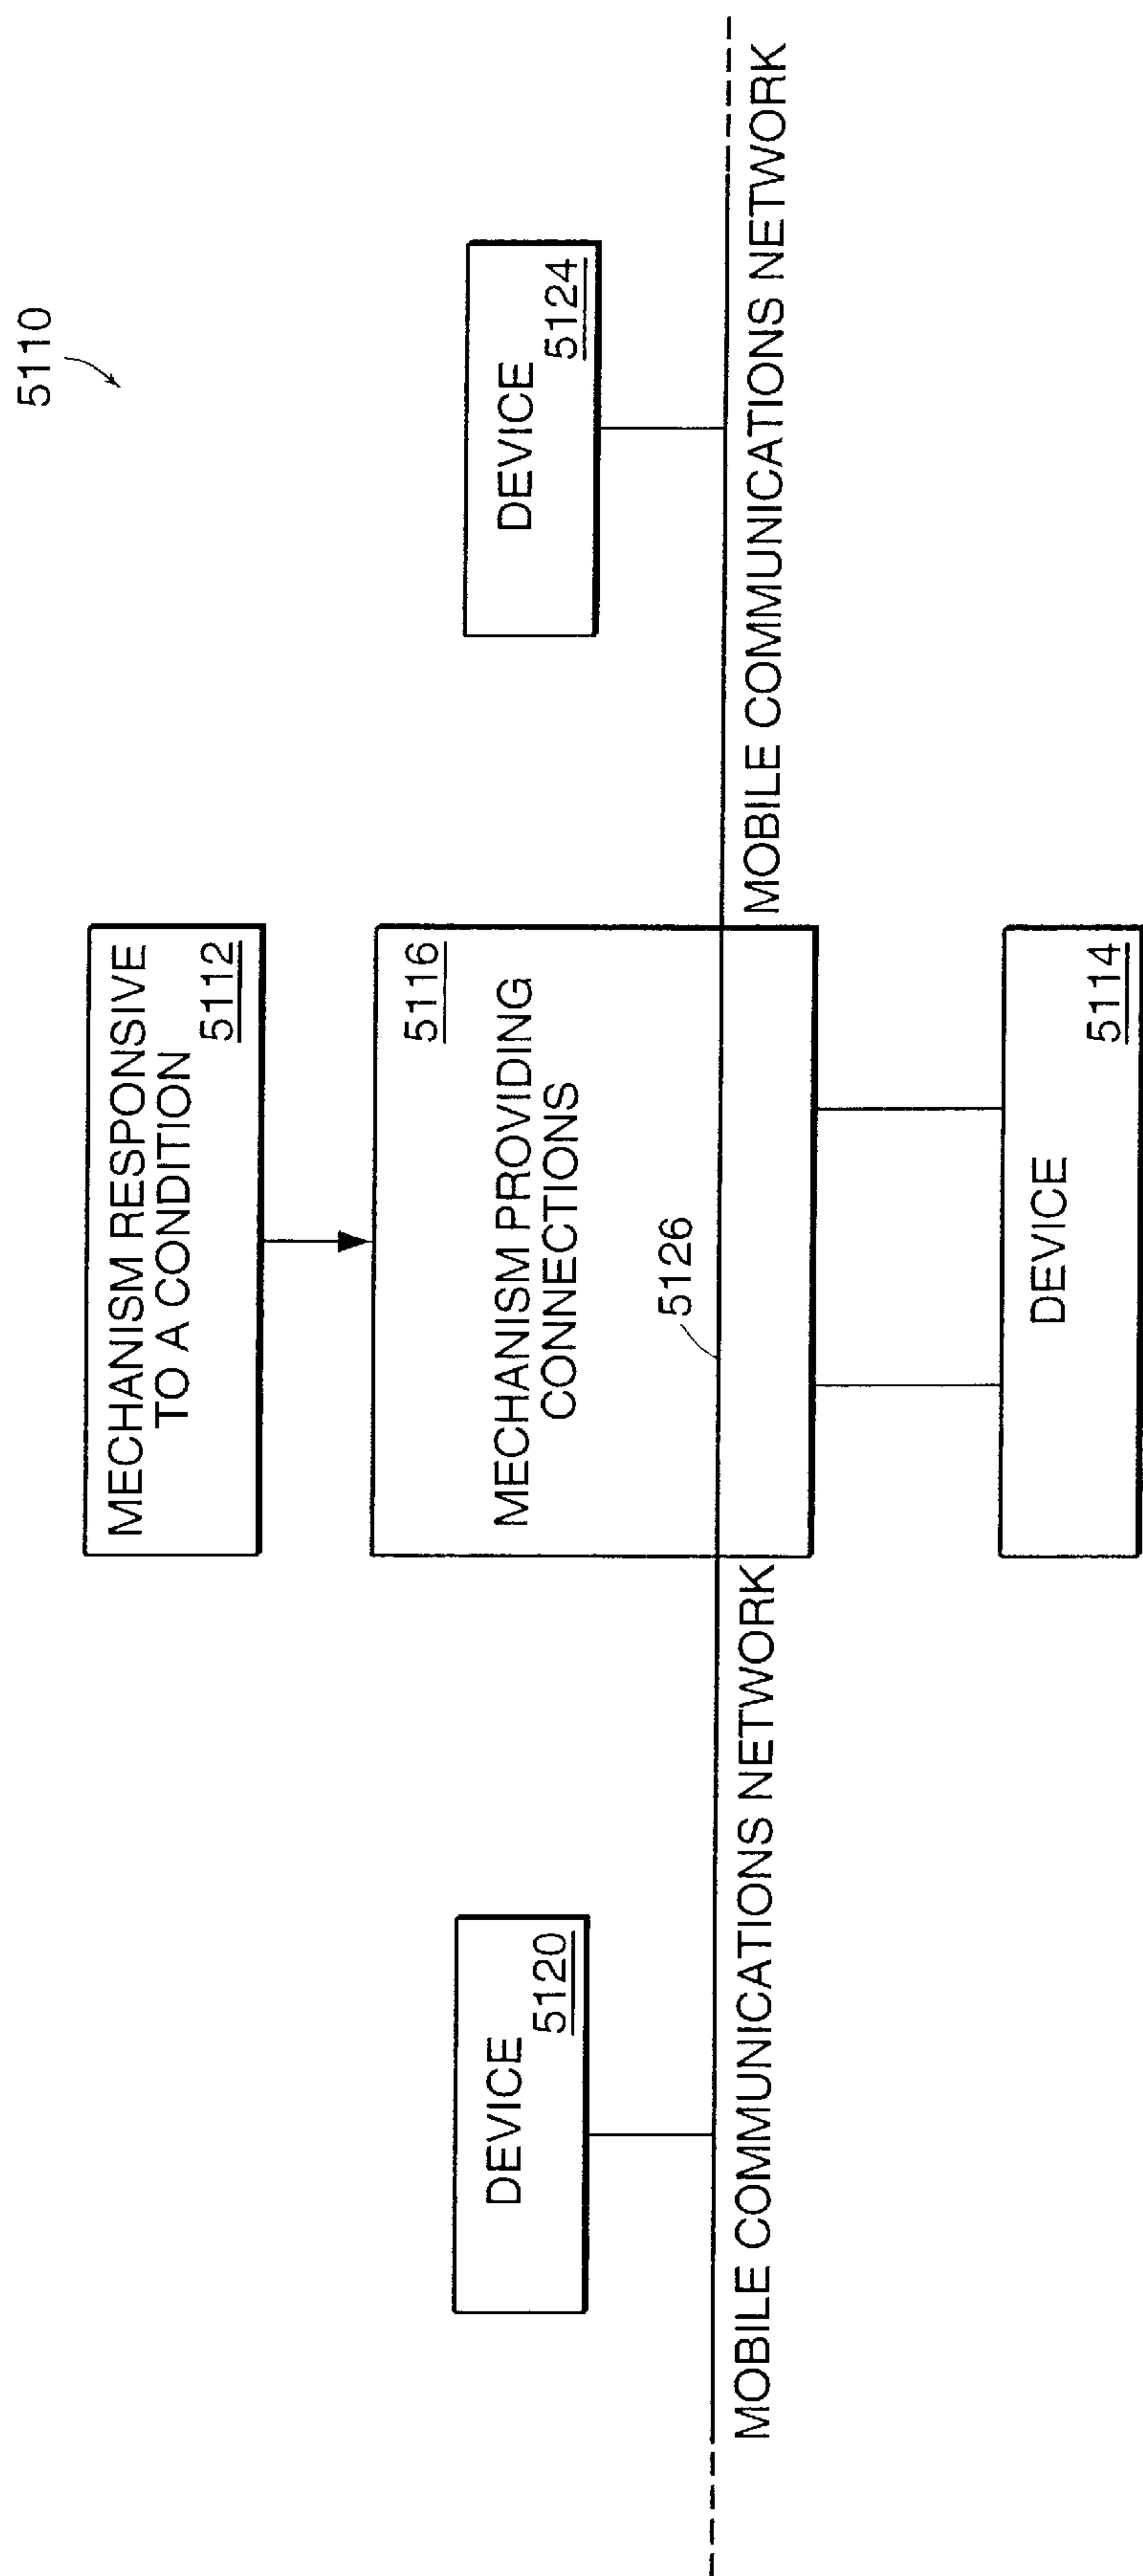 5110
MECHANISM RESPONSIVE
TO A CONDITION
5112
5116
MECHANISM PROVIDING
CONNECTIONS
5126
DEVICE
5120
DEVICE
5124
MOBILE COMMUNICATIONS NETWORK
MOBILE COMMUNICATIONS NETWORK
DEVICE
5114